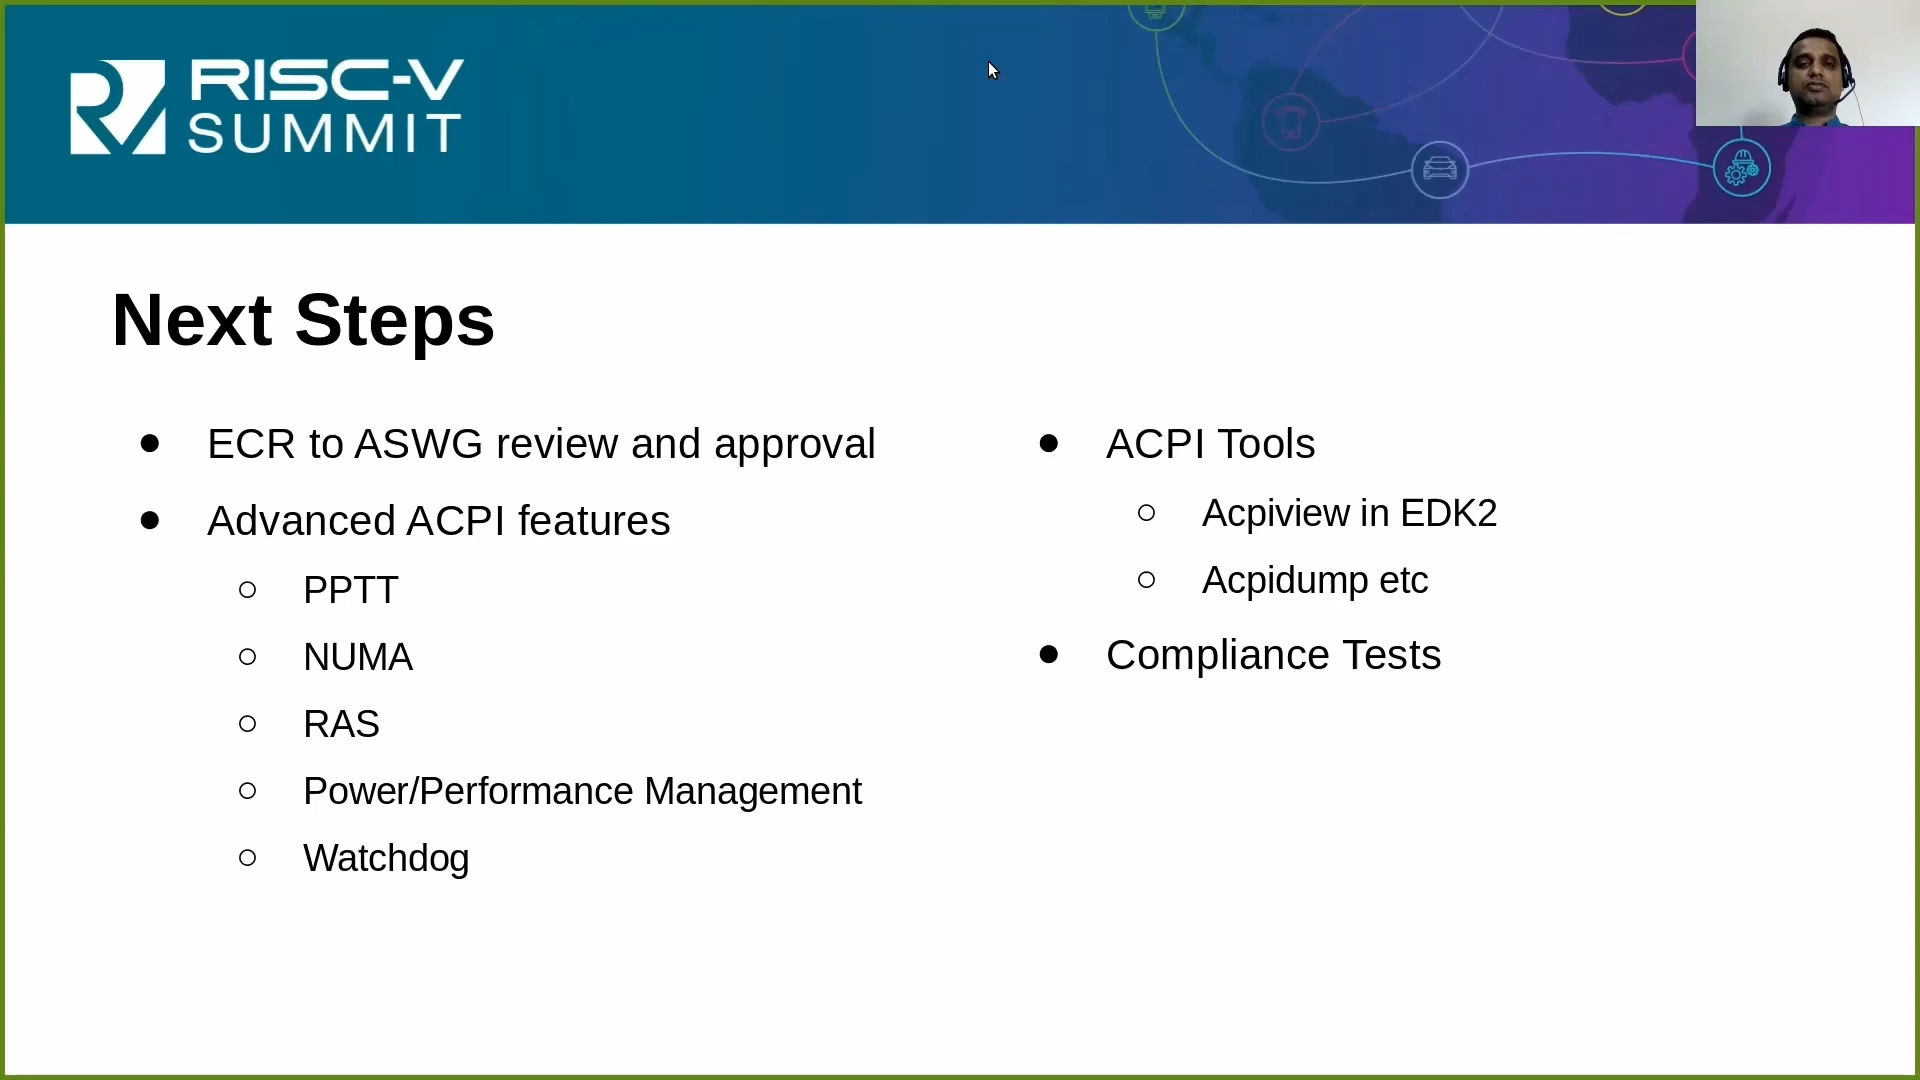 RISC-V
SUMMIT
Next Steps
ECR to ASWG review and approval
Advanced ACPI features
PPTT
NUMA
RAS
Power/Performance Management
Watchdog
ACPI Tools
Acpiview in EDK2
Acpidump etc
Compliance Tests